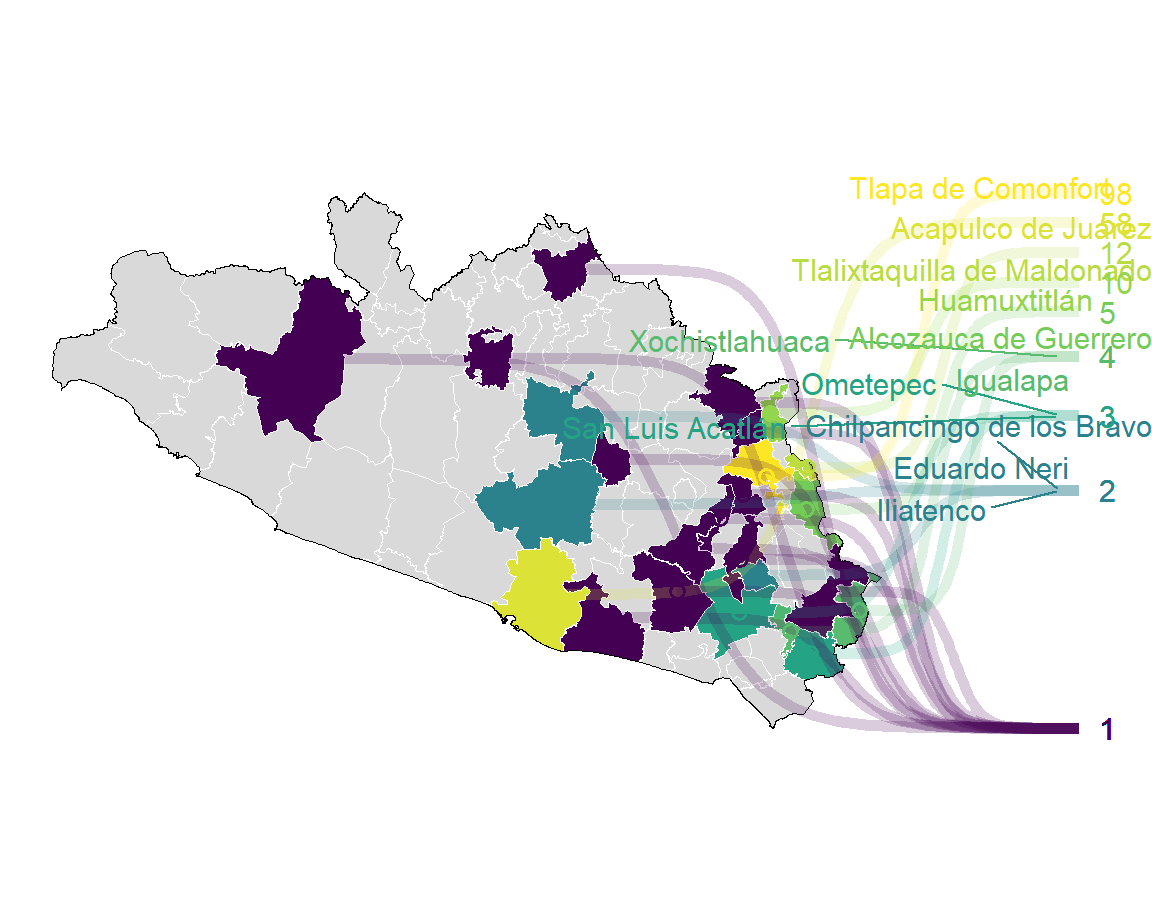 Tlapa de Comonfort
98
Acapulco de Juárez
58
12
Tlalixtaquilla de Maldonado
10
Huamuxtitlán
5
Xochistlahuaca
Alcozauca de Guerrero
4
Igualapa
Ometepec
3
San Luis Acatlán
Chilpancingo de los Bravo
Eduardo Neri
2
Iliatenco
1